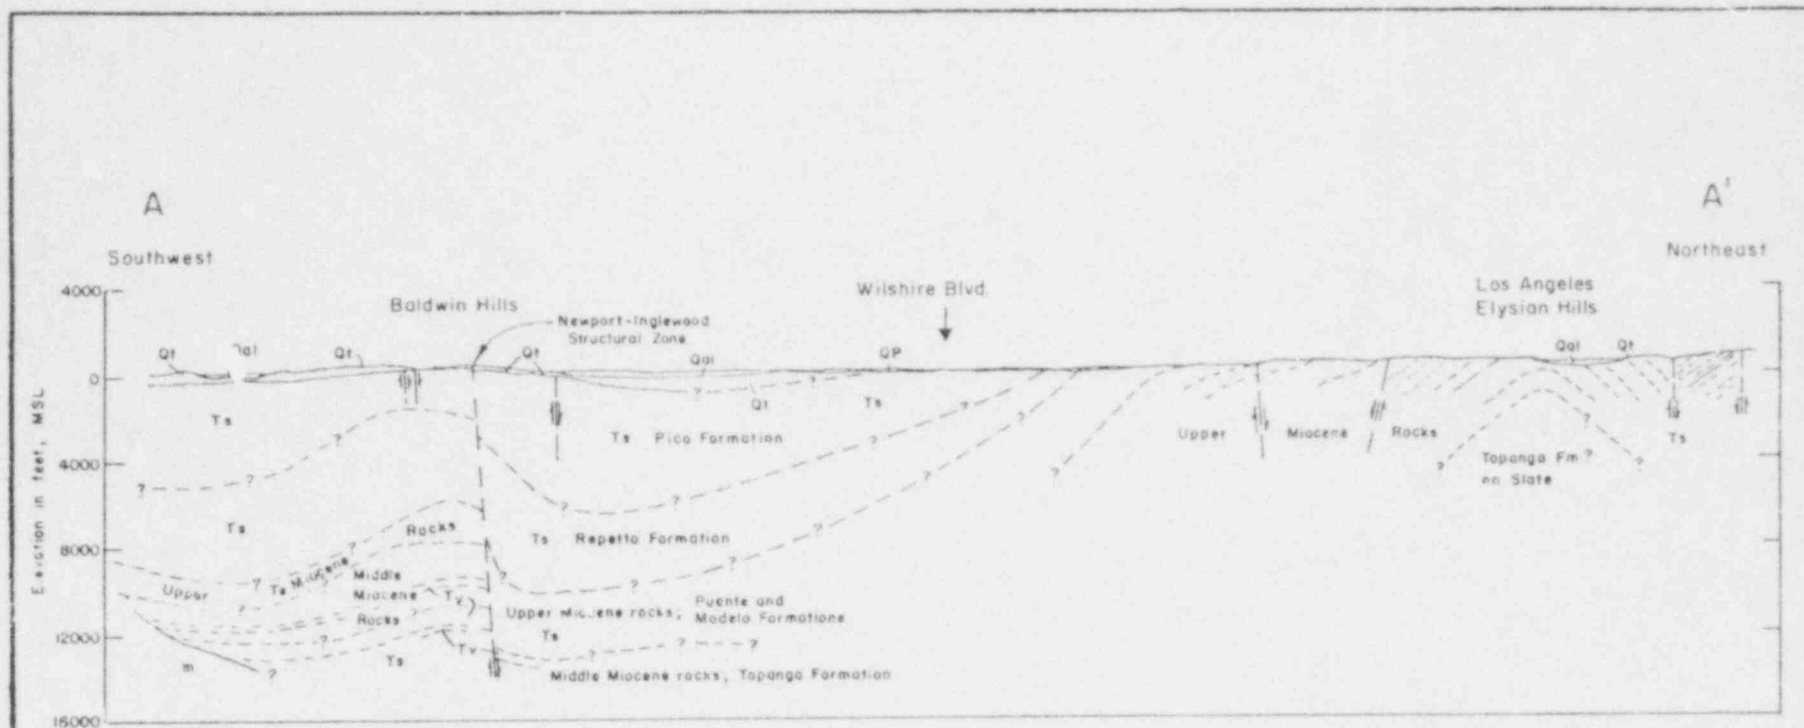 A
A'
Southwest
Northeast
Baldwin Hills
Wilshire Blvd.
Los Angeles
Elysian Hills
Newport-Inglewood
Structural Zone
4000
0
4000
8000
12000
16000
Elevation in feet, MSL
Qt
Qt
Qt
Qal
QP
Qal
Qt
Qt
Ts
Ts
Ts Pico Formation
Upper Miocene Rocks
Ts
Topanga Fm ?
on Slate
Ts
Rocks
Ts Repetto Formation
Upper Ts Miocene
Middle
Miocene
Rocks
Tv
Upper Miocene rocks, Puente and
Modelo Formations
Ts
Ts
Tv
m
Middle Miocene rocks, Topanga Formation